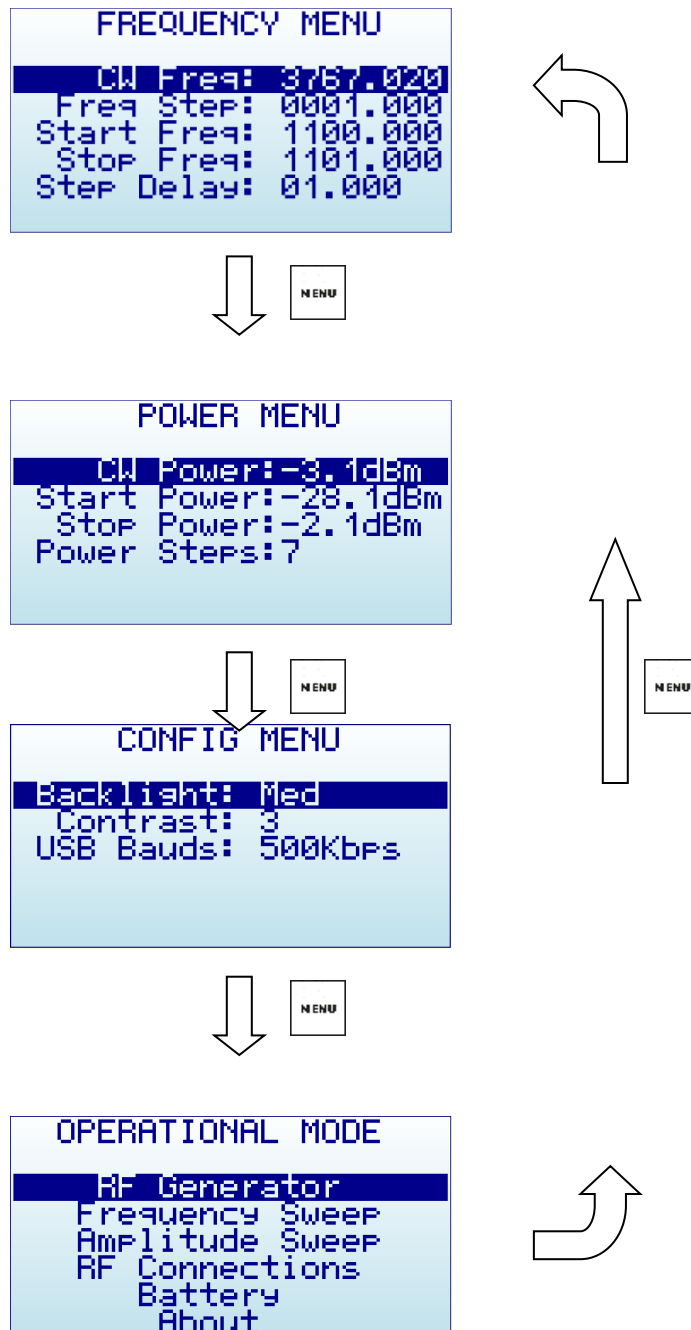 FREQUENCY MENU
CW Freq: 3767.020
Freq Step: 0001.000
Start Freq: 1100.000
Stop Freq: 1101.000
Step Delay: 01.000
MENU
POWER MENU
CW Power:-3.1dBm
Start Power:-28.1dBm
Stop Power:-2.1dBm
Power Steps:7
MENU
MENU
CONFIG MENU
Backlight: Med
Contrast: 3
USB Bauds: 500Kbps
MENU
OPERATIONAL MODE
RF Generator
Frequency Sweep
Amplitude Sweep
RF Connections
Battery
About